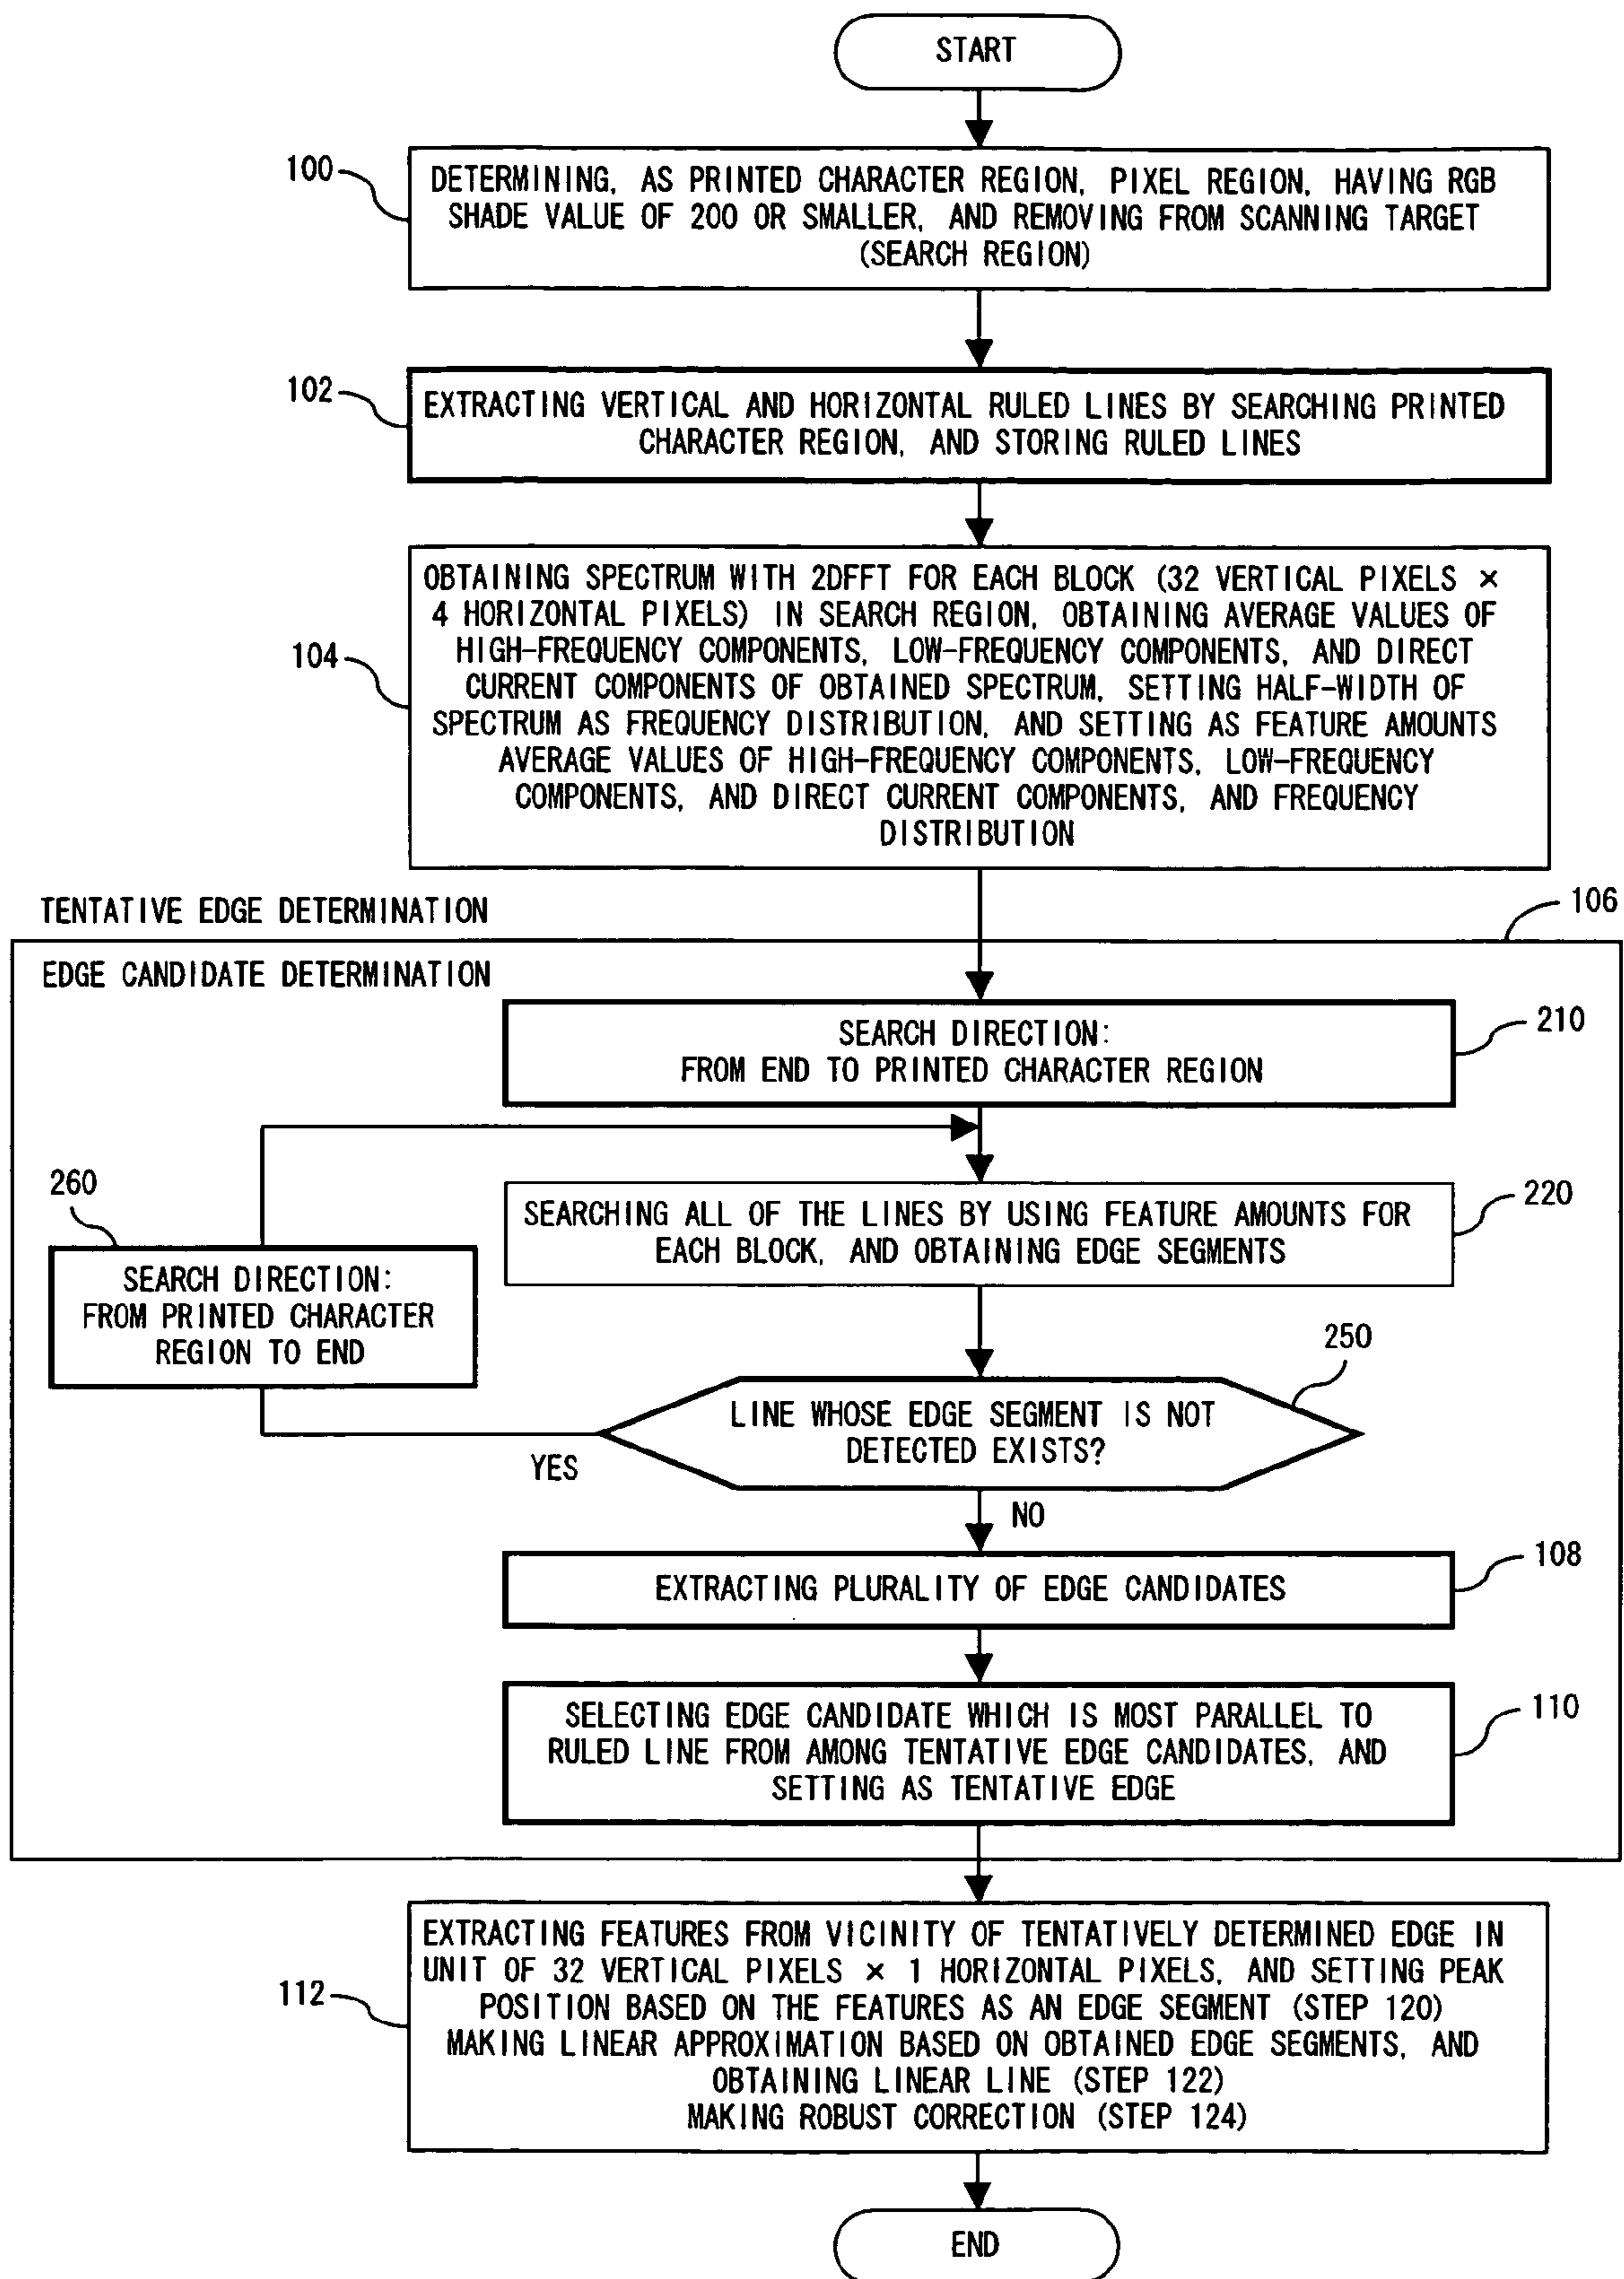 START
100
DETERMINING, AS PRINTED CHARACTER REGION, PIXEL REGION, HAVING RGB
SHADE VALUE OF 200 OR SMALLER, AND REMOVING FROM SCANNING TARGET
(SEARCH REGION)
102
EXTRACTING VERTICAL AND HORIZONTAL RULED LINES BY SEARCHING PRINTED
CHARACTER REGION, AND STORING RULED LINES
104
OBTAINING SPECTRUM WITH 2DFFT FOR EACH BLOCK (32 VERTICAL PIXELS ×
4 HORIZONTAL PIXELS) IN SEARCH REGION, OBTAINING AVERAGE VALUES OF
HIGH-FREQUENCY COMPONENTS, LOW-FREQUENCY COMPONENTS, AND DIRECT
CURRENT COMPONENTS OF OBTAINED SPECTRUM, SETTING HALF-WIDTH OF
SPECTRUM AS FREQUENCY DISTRIBUTION, AND SETTING AS FEATURE AMOUNTS
AVERAGE VALUES OF HIGH-FREQUENCY COMPONENTS, LOW-FREQUENCY
COMPONENTS, AND DIRECT CURRENT COMPONENTS, AND FREQUENCY
DISTRIBUTION
TENTATIVE EDGE DETERMINATION
106
EDGE CANDIDATE DETERMINATION
SEARCH DIRECTION:
FROM END TO PRINTED CHARACTER REGION
210
260
SEARCH DIRECTION:
FROM PRINTED CHARACTER
REGION TO END
SEARCHING ALL OF THE LINES BY USING FEATURE AMOUNTS FOR
EACH BLOCK, AND OBTAINING EDGE SEGMENTS
220
250
LINE WHOSE EDGE SEGMENT IS NOT
DETECTED EXISTS?
YES
NO
EXTRACTING PLURALITY OF EDGE CANDIDATES
108
SELECTING EDGE CANDIDATE WHICH IS MOST PARALLEL TO
RULED LINE FROM AMONG TENTATIVE EDGE CANDIDATES, AND
SETTING AS TENTATIVE EDGE
110
112
EXTRACTING FEATURES FROM VICINITY OF TENTATIVELY DETERMINED EDGE IN
UNIT OF 32 VERTICAL PIXELS × 1 HORIZONTAL PIXELS, AND SETTING PEAK
POSITION BASED ON THE FEATURES AS AN EDGE SEGMENT (STEP 120)
MAKING LINEAR APPROXIMATION BASED ON OBTAINED EDGE SEGMENTS, AND
OBTAINING LINEAR LINE (STEP 122)
MAKING ROBUST CORRECTION (STEP 124)
END